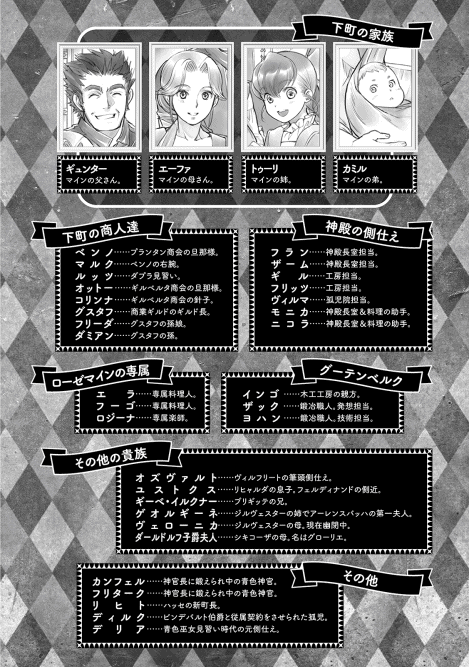 下町の家族
ギュンター
マインの父さん。
エーファ
マインの母さん。
トゥーリ
マインの姉。
カミル
マインの弟。
下町の商人達
ベンノ……プランタン商会の旦那様。
マルク……ベンノの右腕。
ルッツ……ダプラ見習い。
オットー……ギルベルタ商会の旦那様。
コリンナ……ギルベルタ商会の針子。
グスタフ……商業ギルドのギルド長。
フリーダ……グスタフの孫娘。
ダミアン……グスタフの孫。
神殿の側仕え
フラン……神殿長室担当。
ザーム……神殿長室担当。
ギル……工房担当。
フリッツ……工房担当。
ヴィルマ……孤児院担当。
モニカ……神殿長室&料理の助手。
ニコラ……神殿長室&料理の助手。
ローゼマインの専属
エラ……専属料理人。
フーゴ……専属料理人。
ロジーナ……専属楽師。
グーテンベルク
インゴ……木工工房の親方。
ザック……鍛冶職人。発想担当。
ヨハン……鍛冶職人。技術担当。
その他の貴族
オズヴァルト……ヴィルフリートの筆頭側仕え。
ユストクス……リヒャルダの息子。フェルディナンドの側近。
ギーベ・イルクナー……ブリギッテの兄。
ゲオルギーネ……ジルヴェスターの姉でアーレンスバッハの第一夫人。
ヴェローニカ……ジルヴェスターの母。現在幽閉中。
ダールドルフ子爵夫人……シキコーザの母。名はグローリエ。
その他
カンフェル……神官長に鍛えられ中の青色神官。
フリターク……神官長に鍛えられ中の青色神官。
リヒト……ハッセの新町長。
ディルク……ビンデバルト伯爵と従属契約をさせられた孤児。
デリア……青色巫女見習い時代の元側仕え。